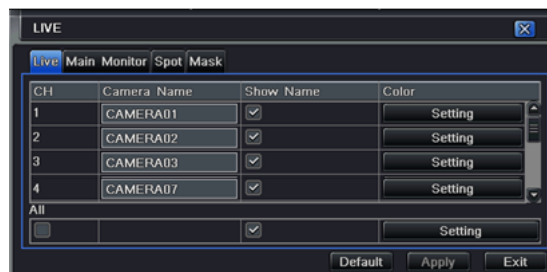 LIVE
Live Main Monitor Spot Mask
CH Camera Name Show Name Color
1 CAMERA01 Setting
2 CAMERA02 Setting
3 CAMERA03 Setting
4 CAMERA07 Setting
All
Setting
Default Apply Exit